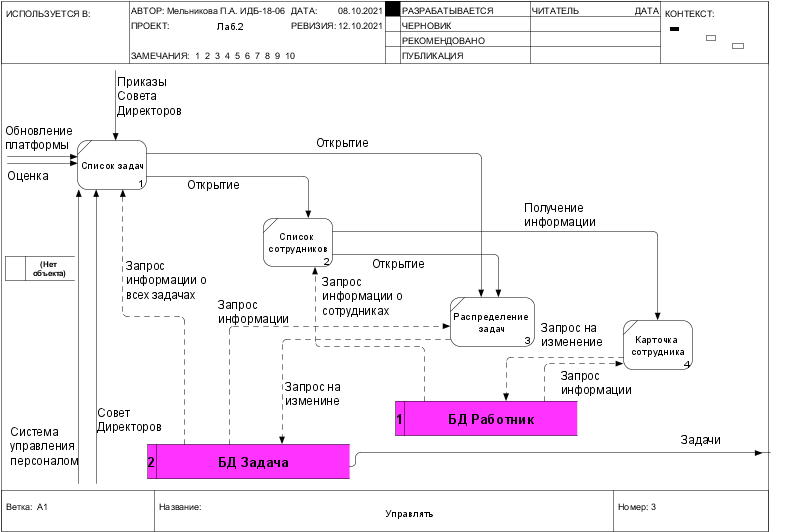 ИСПОЛЬЗУЕТСЯ В:
АВТОР: Мельникова П.А. ИДБ-18-06 ДАТА: 08.10.2021
ПРОЕКТ: Лаб.2 РЕВИЗИЯ: 12.10.2021
ЗАМЕЧАНИЯ: 1 2 3 4 5 6 7 8 9 10
РАЗРАБАТЫВАЕТСЯ
ЧЕРНОВИК
РЕКОМЕНДОВАНО
ПУБЛИКАЦИЯ
ЧИТАТЕЛЬ ДАТА
КОНТЕКСТ:
Приказы
Совета
Директоров
Обновление
платформы
Оценка
Список задач
1
Открытие
Открытие
Список
сотрудников
2
Получение
информации
Открытие
(Нет
объекта)
Запрос
информации о
всех задачах
Запрос
информации
Запрос
информации о
сотрудниках
Распределение
задач
3
Запрос на
изменение
Карточка
сотрудника
4
Запрос на
изменине
Запрос
информации
Система
управления
персоналом
Совет
Директоров
1 БД Работник
2 БД Задача
Задачи
Ветка: A1
Название:
Управлять
Номер: 3